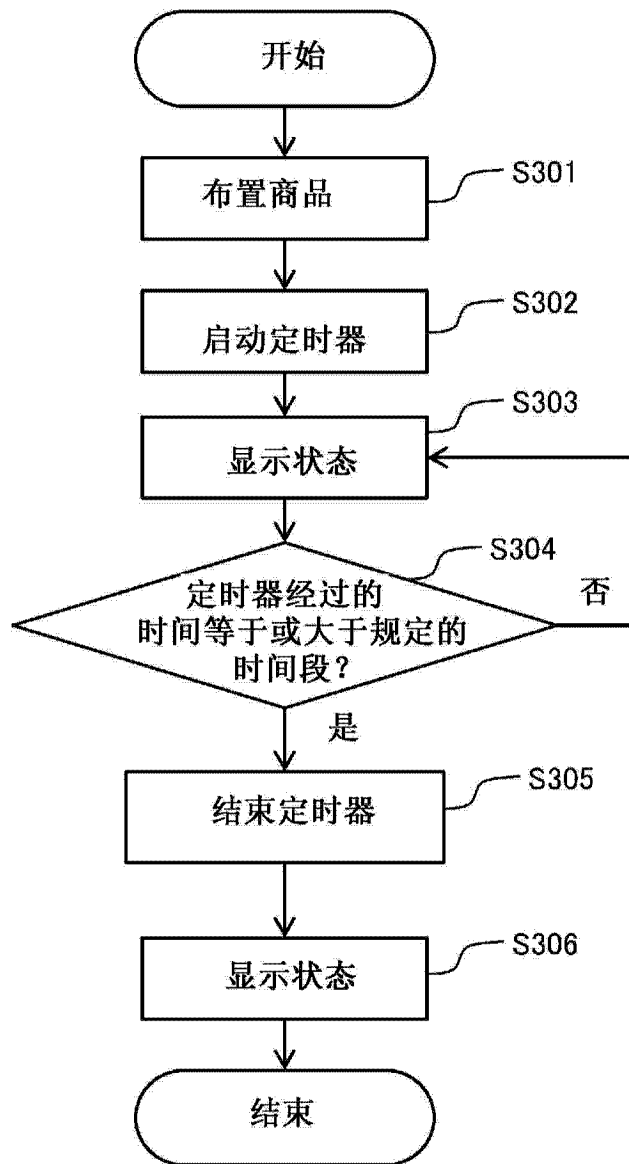 开始
布置商品
S301
启动定时器
S302
显示状态
S303
定时器经过的
时间等于或大于规定的
时间段？
S304
否
是
结束定时器
S305
显示状态
S306
结束